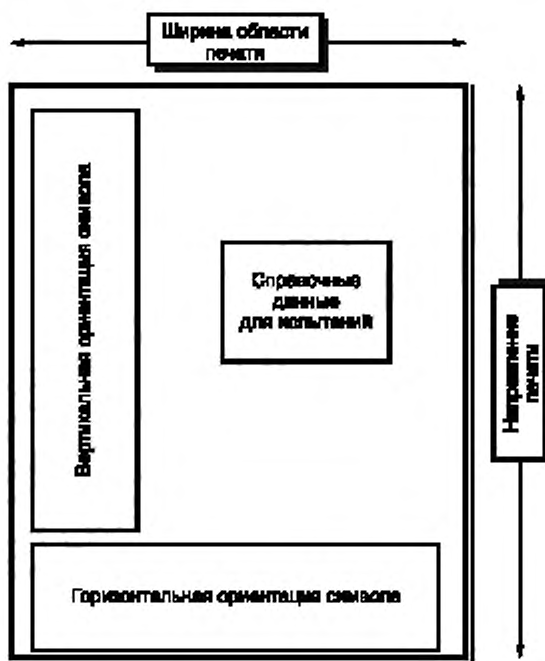 Ширина области
печати
Вертикальная ориентация символа
Справочные
данные
для испытаний
Направление
печати
Горизонтальная ориентация символа